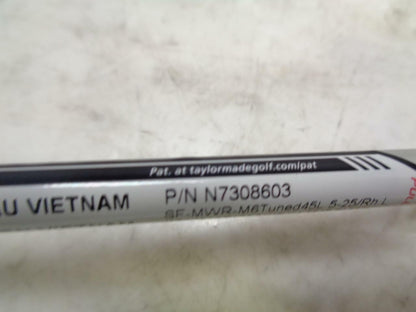 Pat. at taylormadegolf.com/pat
VIETNAM P/N N7308603
SF-MWR-M6Tuned45L 5-25/Rh